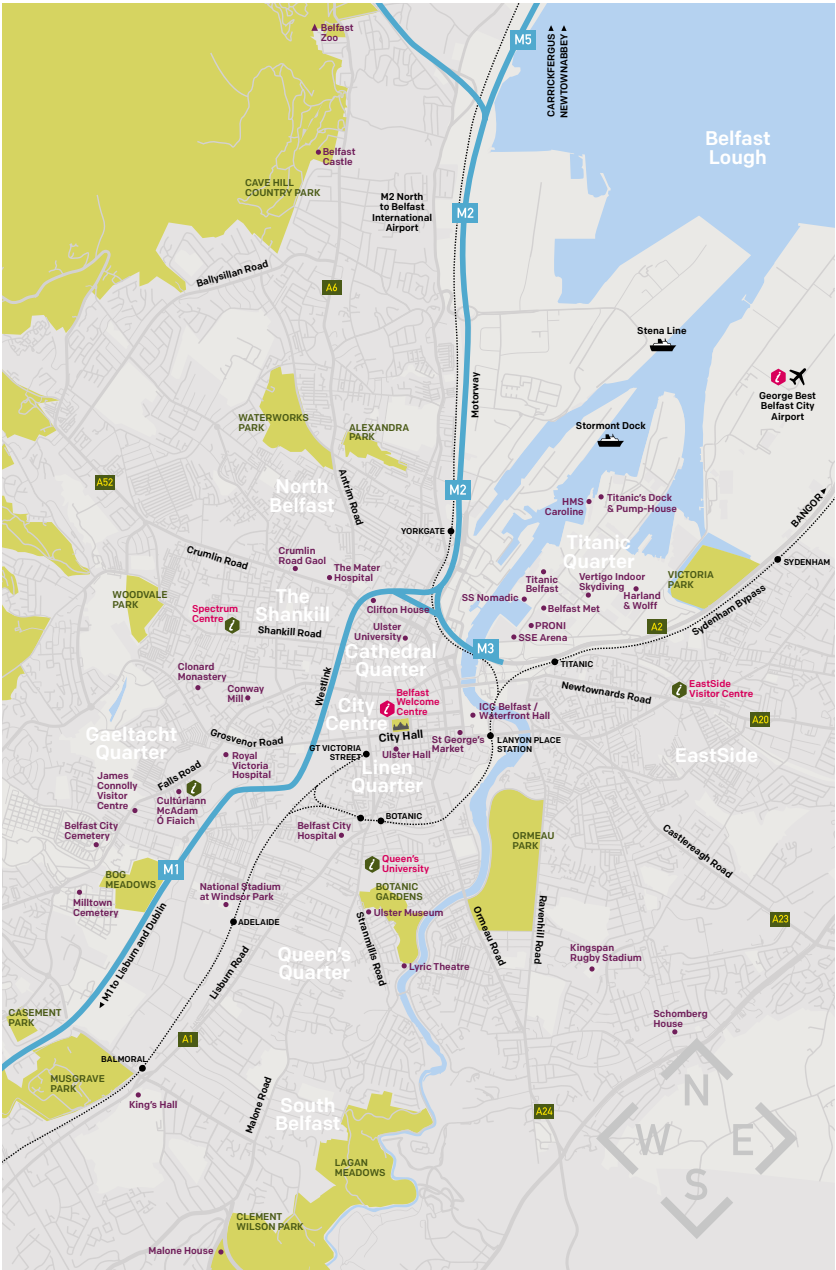 Belfast
Zoo
M5
CARRICKFERGUS
NEWTOWNABBEY
Belfast
Lough
Belfast
Castle
CAVE HILL
COUNTRY PARK
M2 North
to Belfast
International
Airport
M2
Ballysillan Road
A6
Stena Line
Motorway
George Best
Belfast City
Airport
WATERWORKS
PARK
ALEXANDRA
PARK
Stormont Dock
A52
North
Belfast
Antrim Road
M2
HMS
Caroline
Titanic's Dock
& Pump-House
BANGOR
YORKGATE
Titanic
Quarter
SYDENHAM
Crumlin Road
Crumlin
Road Gaol
The Mater
Hospital
WOODVALE
PARK
Titanic
Belfast
Vertigo Indoor
Skydiving
Harland
& Wolff
VICTORIA
PARK
Spectrum
Centre
The
Shankill
Clifton House
SS Nomadic
Belfast Met
Sydenham Bypass
Shankill Road
Ulster
University
PRONI
SSE Arena
A2
Cathedral
Quarter
M3
TITANIC
Clonard
Monastery
Conway
Mill
Westlink
Newtownards Road
EastSide
Visitor Centre
City
Centre
Belfast
Welcome
Centre
ICC Belfast /
Waterfront Hall
A20
Gaeltacht
Quarter
Grosvenor Road
City Hall
St George's
Market
LANYON PLACE
STATION
GT VICTORIA
STREET
Ulster Hall
EastSide
Royal
Victoria
Hospital
Linen
Quarter
Falls Road
James
Connolly
Visitor
Centre
Cultúrlann
McAdam
Ó Fiaich
Belfast City
Cemetery
Belfast City
Hospital
BOTANIC
ORMEAU
PARK
Castlereagh Road
M1
BOG
MEADOWS
Queen's
University
Milltown
Cemetery
National Stadium
at Windsor Park
BOTANIC
GARDENS
Ulster Museum
ADELAIDE
Stranmillis Road
Ormeau Road
Ravenhill Road
A23
M1 to Lisburn and Dublin
Lisburn Road
Queen's
Quarter
Lyric Theatre
Kingspan
Rugby Stadium
CASEMENT
PARK
Schomberg
House
A1
BALMORAL
MUSGRAVE
PARK
King's Hall
Malone Road
South
Belfast
A24
N
W
E
S
LAGAN
MEADOWS
CLEMENT
WILSON PARK
Malone House